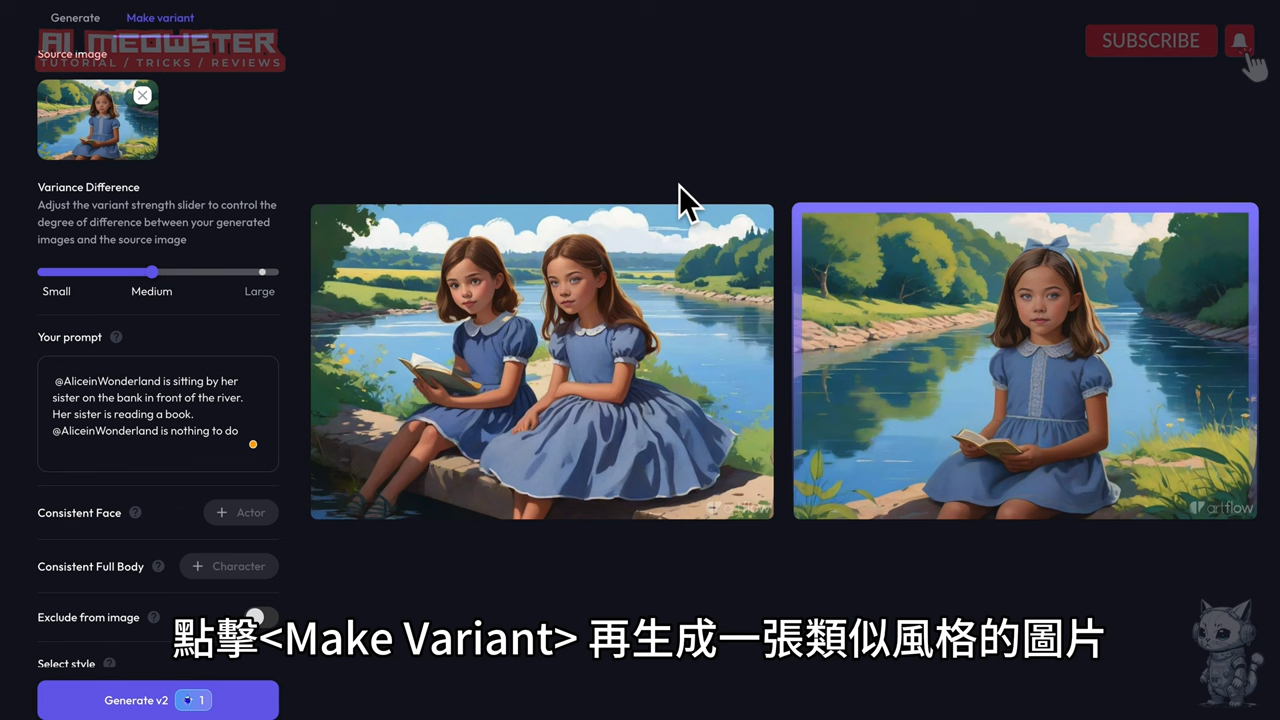 Generate Make variant
AI MEOWSTER
Source image
TUTORIAL / TRICKS / REVIEWS
SUBSCRIBE
Variance Difference
Adjust the variant strength slider to control the
degree of difference between your generated
images and the source image
Small Medium Large
Your prompt ?
@AliceinWonderland is sitting by her
sister on the bank in front of the river.
Her sister is reading a book.
@AliceinWonderland is nothing to do
Consistent Face ? + Actor
Consistent Full Body ? + Character
Exclude from image ?
Select style ?
Generate v2 1
artflow
artflow
點擊<Make Variant> 再生成一張類似風格的圖片